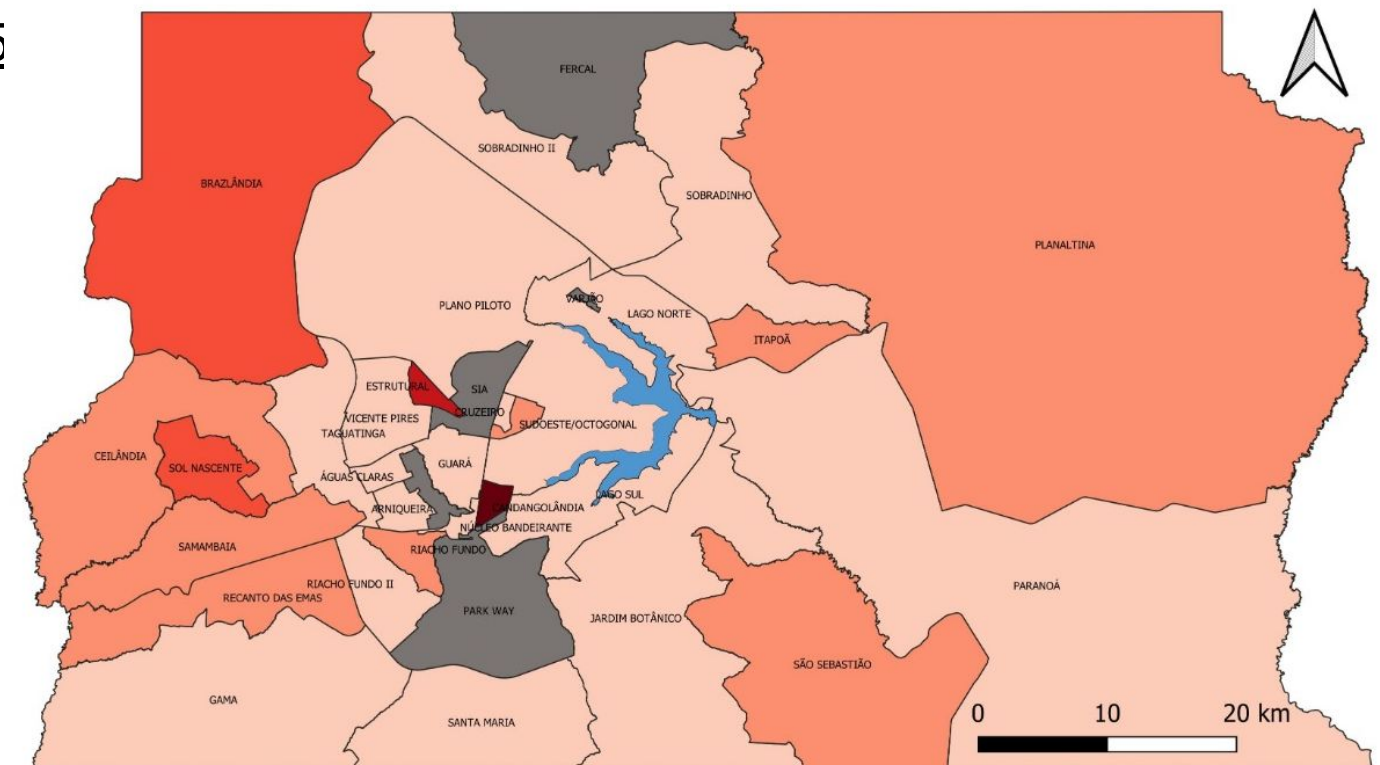 FERCAL
SOBRADINHO II
BRAZLÂNDIA
SOBRADINHO
PLANALTINA
PLANO PILOTO
VARJÃO
LAGO NORTE
ITAPOÃ
ESTRUTURAL
SIA
CRUZEIRO
VICENTE PIRES
SUDOESTE/OCTOGONAL
TAGUATINGA
CEILÂNDIA
SOL NASCENTE
GUARÁ
ÁGUAS CLARAS
LAGO SUL
ARNIQUEIRA
CANDANGOLÂNDIA
NÚCLEO BANDEIRANTE
SAMAMBAIA
RIACHO FUNDO
RIACHO FUNDO II
RECANTO DAS EMAS
PARANOÁ
PARK WAY
JARDIM BOTÂNICO
SÃO SEBASTIÃO
GAMA
SANTA MARIA
0 10 20 km